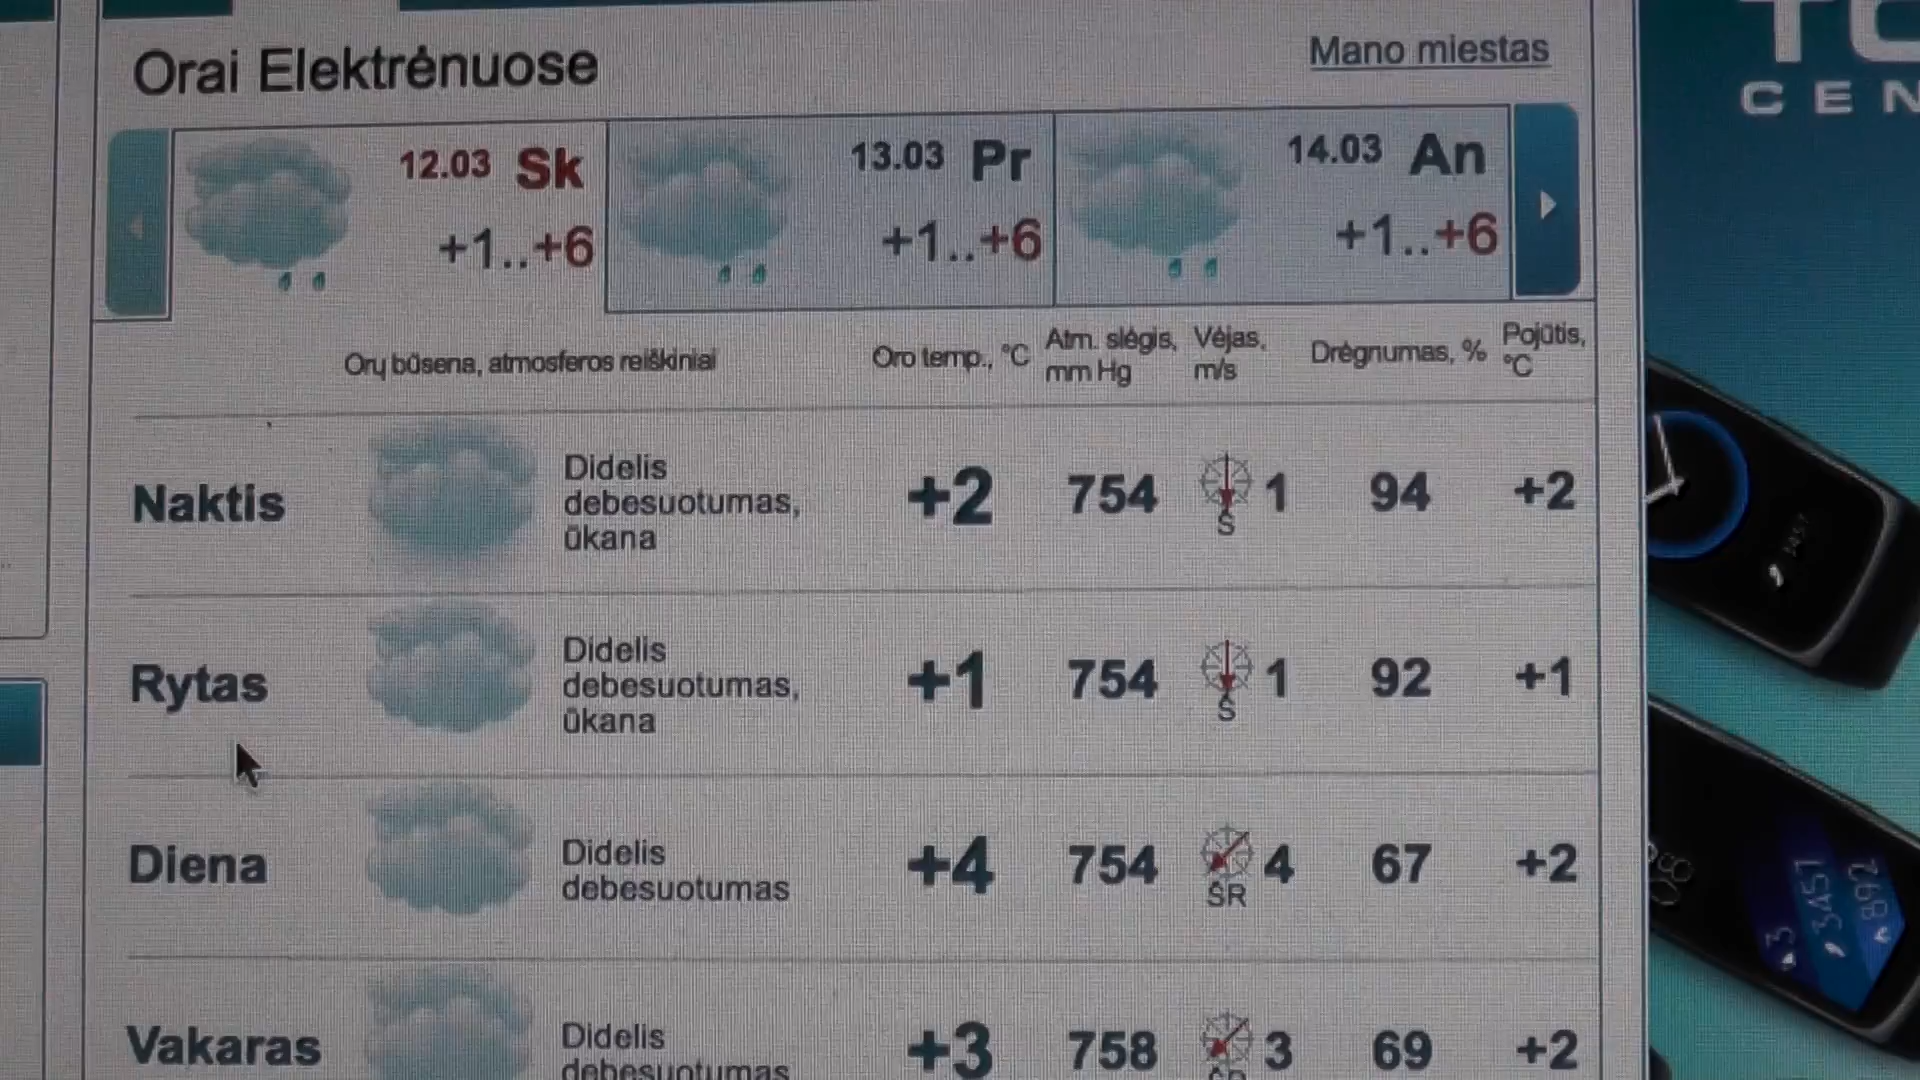 Orai Elektrėnuose
Mano miestas
12.03 Sk
+1..+6
13.03 Pr
+1..+6
14.03 An
+1..+6
Orų būsena, atmosferos reiškiniai
Oro temp., °C
Atm. slėgis, mm Hg
Vėjas, m/s
Drėgnumas, %
Pojūtis, °C
Naktis
Didelis
debesuotumas,
ūkana
+2 754 1 94 +2
Š
Rytas
Didelis
debesuotumas,
ūkana
+1 754 1 92 +1
Š
Diena
Didelis
debesuotumas
+4 754 4 67 +2
ŠR
Vakaras
Didelis
debesuotumas
+3 758 3 69 +2
CEN
3457
892